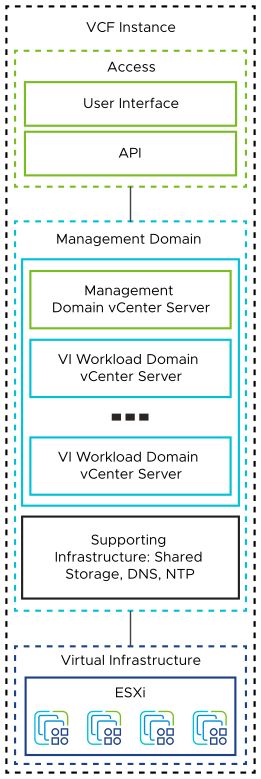 VCF Instance
Access
User Interface
API
Management Domain
Management
Domain vCenter Server
VI Workload Domain
vCenter Server
VI Workload Domain
vCenter Server
Supporting
Infrastructure: Shared
Storage, DNS, NTP
Virtual Infrastructure
ESXi